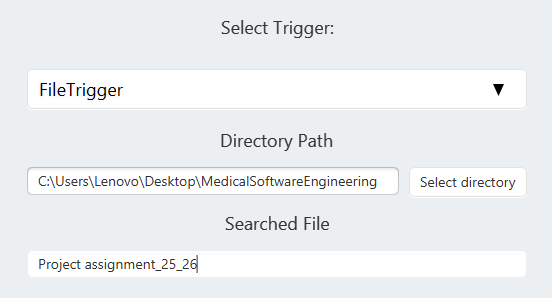 Select Trigger:
FileTrigger
Directory Path
C:\Users\Lenovo\Desktop\MedicalSoftwareEngineering
Select directory
Searched File
Project assignment_25_26